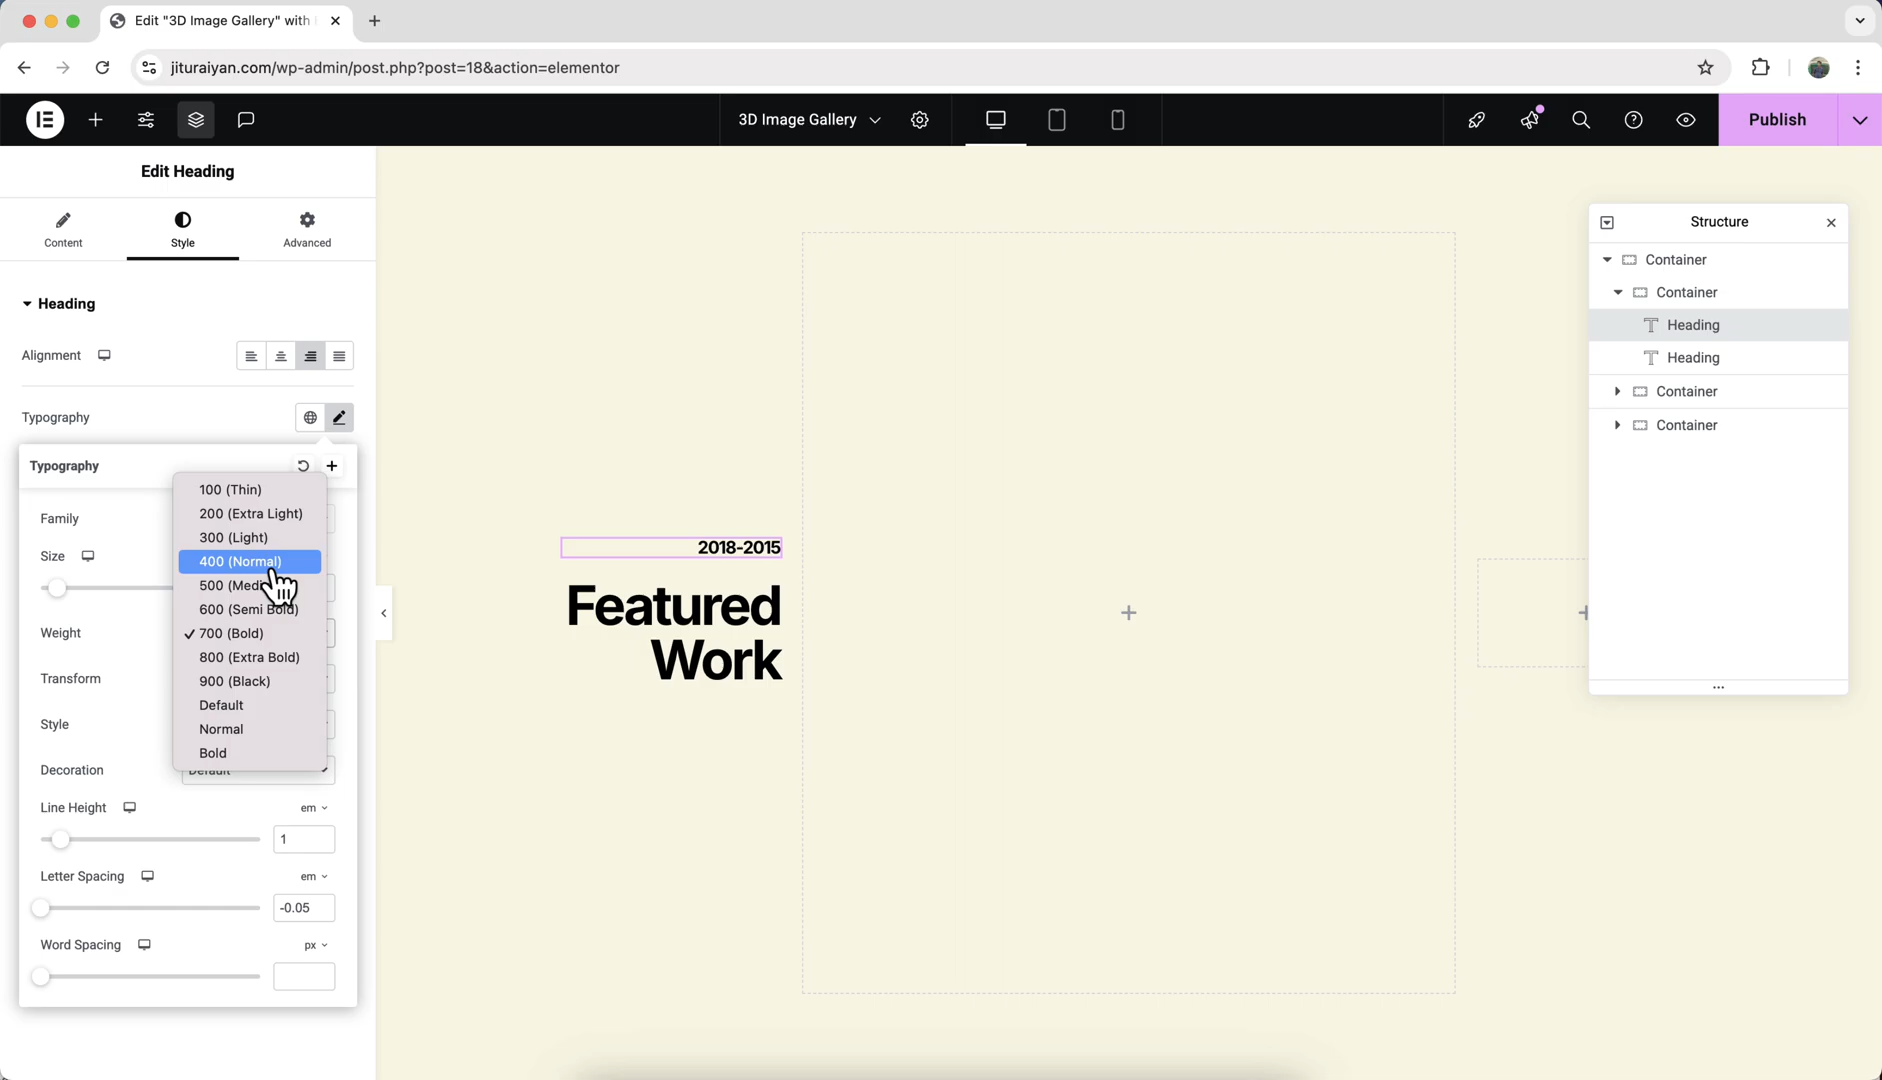 Edit "3D Image Gallery" with
jituraiyan.com/wp-admin/post.php?post=18&action=elementor
3D Image Gallery
Publish
Edit Heading
Content
Style
Advanced
Heading
Alignment
Typography
Typography
Family
Size
Weight
Transform
Style
Decoration
Default
100 (Thin)
200 (Extra Light)
300 (Light)
400 (Normal)
500 (Medi
600 (Semi Bold)
700 (Bold)
800 (Extra Bold)
900 (Black)
Default
Normal
Bold
Line Height
em
1
Letter Spacing
em
-0.05
Word Spacing
px
2018-2015
Featured
Work
Structure
Container
Container
Heading
Heading
Container
Container